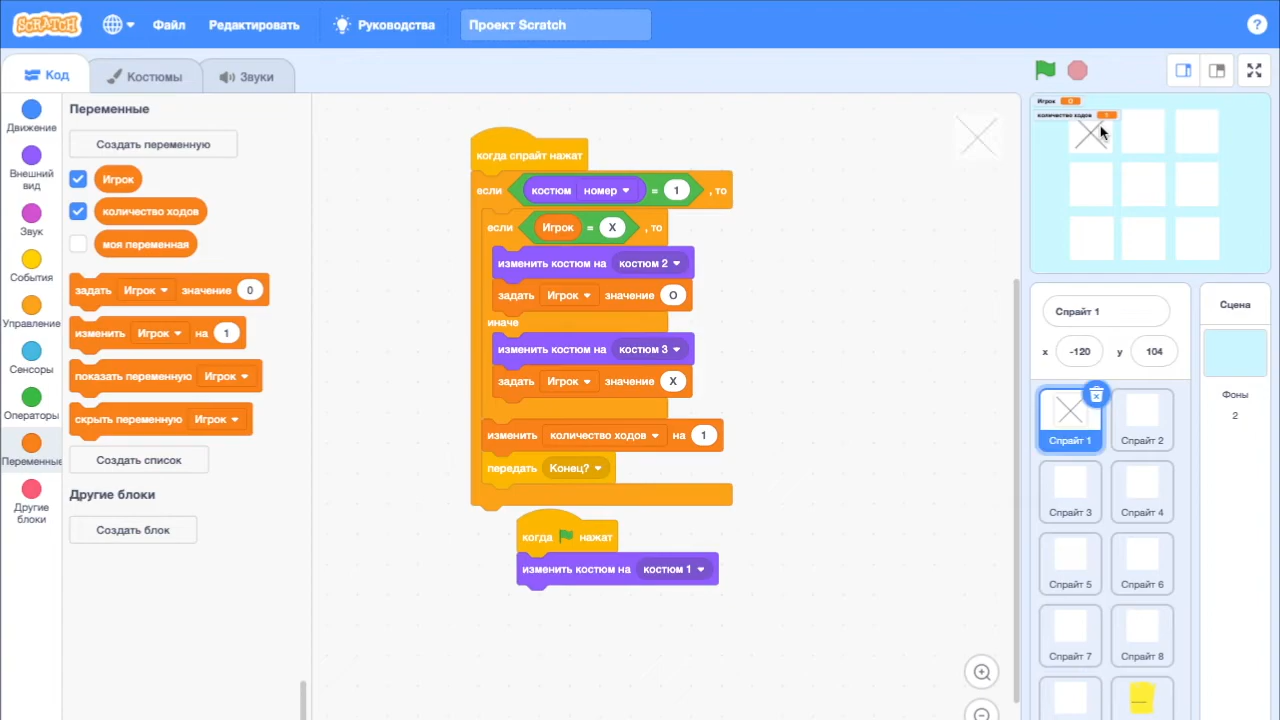 SCRATCH Файл Редактировать Руководства Проект Scratch ?
Код Костюмы Звуки
Движение
Внешний вид
Звук
События
Управление
Сенсоры
Операторы
Переменные
Другие блоки
Переменные
Создать переменную
Игрок
количество ходов
моя переменная
задать Игрок значение 0
изменить Игрок на 1
показать переменную Игрок
скрыть переменную Игрок
Создать список
Другие блоки
Создать блок
когда спрайт нажат
если костюм номер = 1 , то
если Игрок = X , то
изменить костюм на костюм 2
задать Игрок значение O
иначе
изменить костюм на костюм 3
задать Игрок значение X
изменить количество ходов на 1
передать Конец?
когда нажат
изменить костюм на костюм 1
Игрок O
количество ходов
Спрайт 1
x -120 y 104
Спрайт 1 Спрайт 2
Спрайт 3 Спрайт 4
Спрайт 5 Спрайт 6
Спрайт 7 Спрайт 8
Сцена
Фоны
2